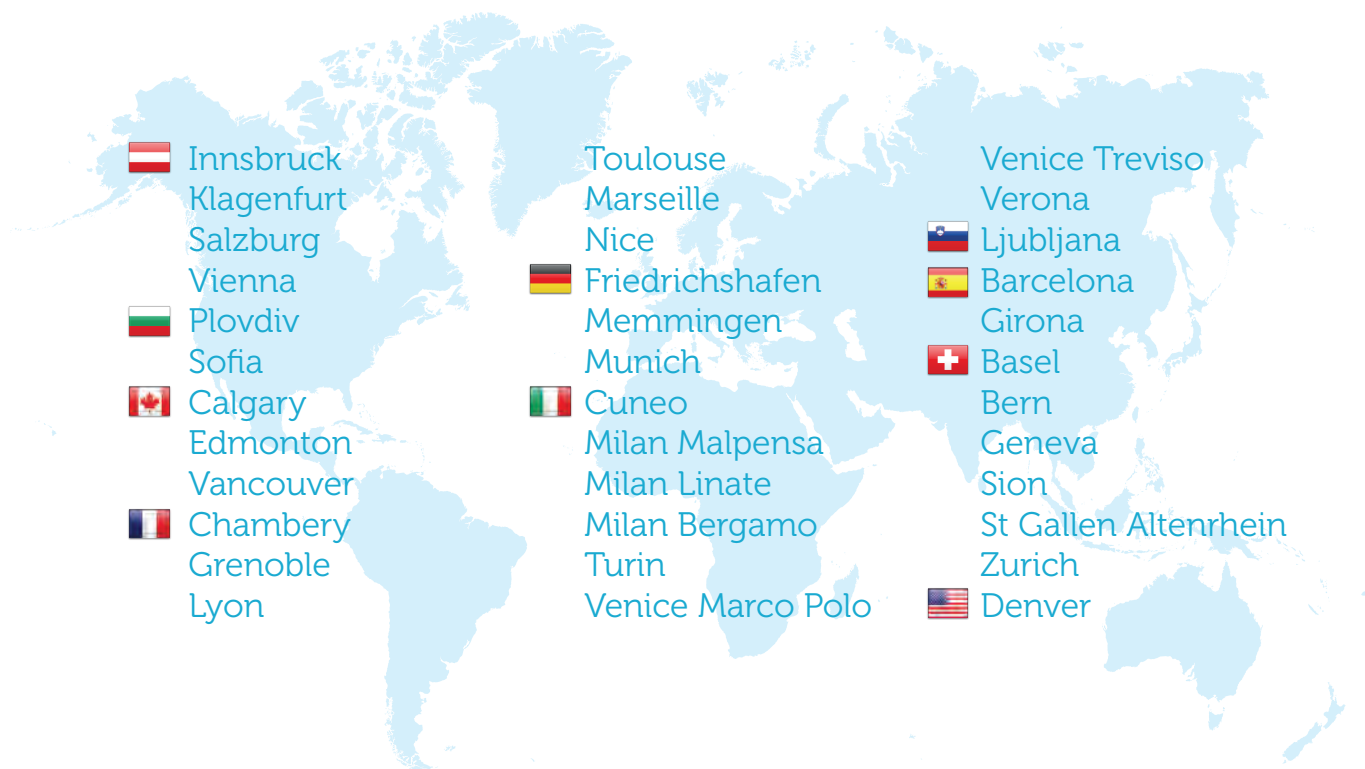 Innsbruck
Klagenfurt
Salzburg
Vienna
Plovdiv
Sofia
Calgary
Edmonton
Vancouver
Chambery
Grenoble
Lyon
Toulouse
Marseille
Nice
Friedrichshafen
Memmingen
Munich
Cuneo
Milan Malpensa
Milan Linate
Milan Bergamo
Turin
Venice Marco Polo
Venice Treviso
Verona
Ljubljana
Barcelona
Girona
Basel
Bern
Geneva
Sion
St Gallen Altenrhein
Zurich
Denver